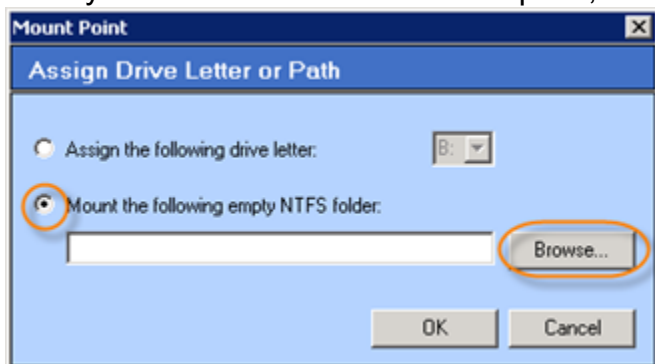 Mount Point
Assign Drive Letter or Path
Assign the following drive letter:
B:
Mount the following empty NTFS folder:
Browse...
OK
Cancel